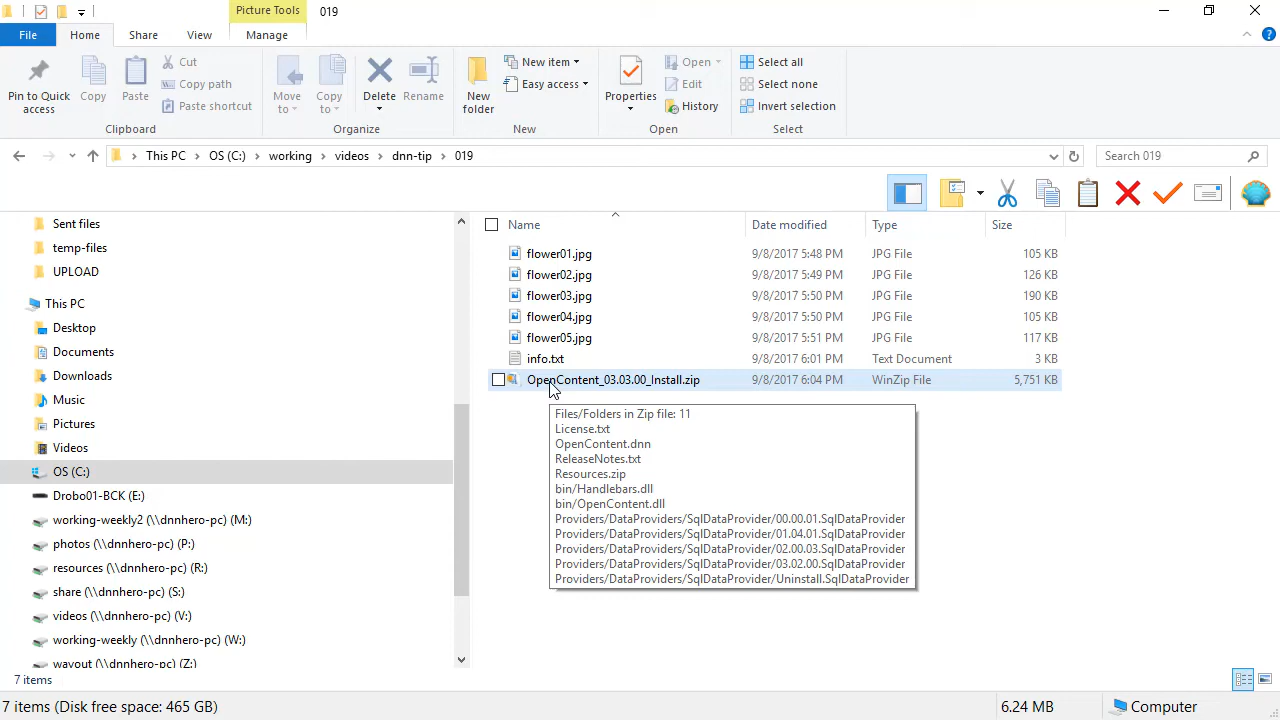 Picture Tools
019
File
Home
Share
View
Manage
Pin to Quick access
Copy
Paste
Cut
Copy path
Paste shortcut
Clipboard
Move to
Copy to
Delete
Rename
Organize
New folder
New item
Easy access
New
Properties
Open
Edit
History
Open
Select all
Select none
Invert selection
Select
This PC > OS (C:) > working > videos > dnn-tip > 019
Search 019
Sent files
temp-files
UPLOAD
This PC
Desktop
Documents
Downloads
Music
Pictures
Videos
OS (C:)
Drobo01-BCK (E:)
working-weekly2 (\\dnnhero-pc) (M:)
photos (\\dnnhero-pc) (P:)
resources (\\dnnhero-pc) (R:)
share (\\dnnhero-pc) (S:)
videos (\\dnnhero-pc) (V:)
working-weekly (\\dnnhero-pc) (W:)
wavout (\\dnnhero-pc) (Z:)
Name Date modified Type Size
flower01.jpg 9/8/2017 5:48 PM JPG File 105 KB
flower02.jpg 9/8/2017 5:49 PM JPG File 126 KB
flower03.jpg 9/8/2017 5:50 PM JPG File 190 KB
flower04.jpg 9/8/2017 5:50 PM JPG File 105 KB
flower05.jpg 9/8/2017 5:51 PM JPG File 117 KB
info.txt 9/8/2017 6:01 PM Text Document 3 KB
OpenContent_03.03.00_Install.zip 9/8/2017 6:04 PM WinZip File 5,751 KB
Files/Folders in Zip file: 11
License.txt
OpenContent.dnn
ReleaseNotes.txt
Resources.zip
bin/Handlebars.dll
bin/OpenContent.dll
Providers/DataProviders/SqlDataProvider/00.00.01.SqlDataProvider
Providers/DataProviders/SqlDataProvider/01.04.01.SqlDataProvider
Providers/DataProviders/SqlDataProvider/02.00.03.SqlDataProvider
Providers/DataProviders/SqlDataProvider/03.02.00.SqlDataProvider
Providers/DataProviders/SqlDataProvider/Uninstall.SqlDataProvider
7 items
7 items (Disk free space: 465 GB)
6.24 MB
Computer